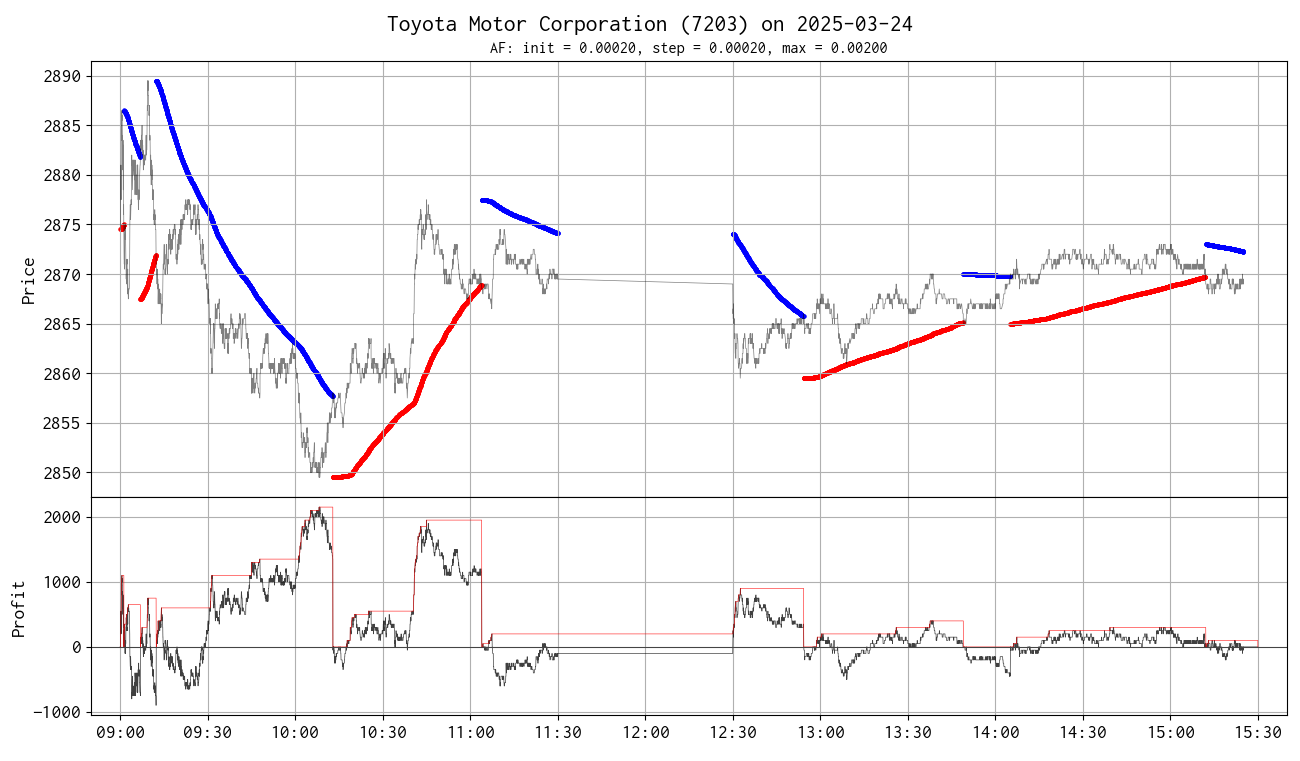 Toyota Motor Corporation (7203) on 2025-03-24
AF: init = 0.00020, step = 0.00020, max = 0.00200
Price
2890
2885
2880
2875
2870
2865
2860
2855
2850
Profit
2000
1000
0
−1000
09:00 09:30 10:00 10:30 11:00 11:30 12:00 12:30 13:00 13:30 14:00 14:30 15:00 15:30